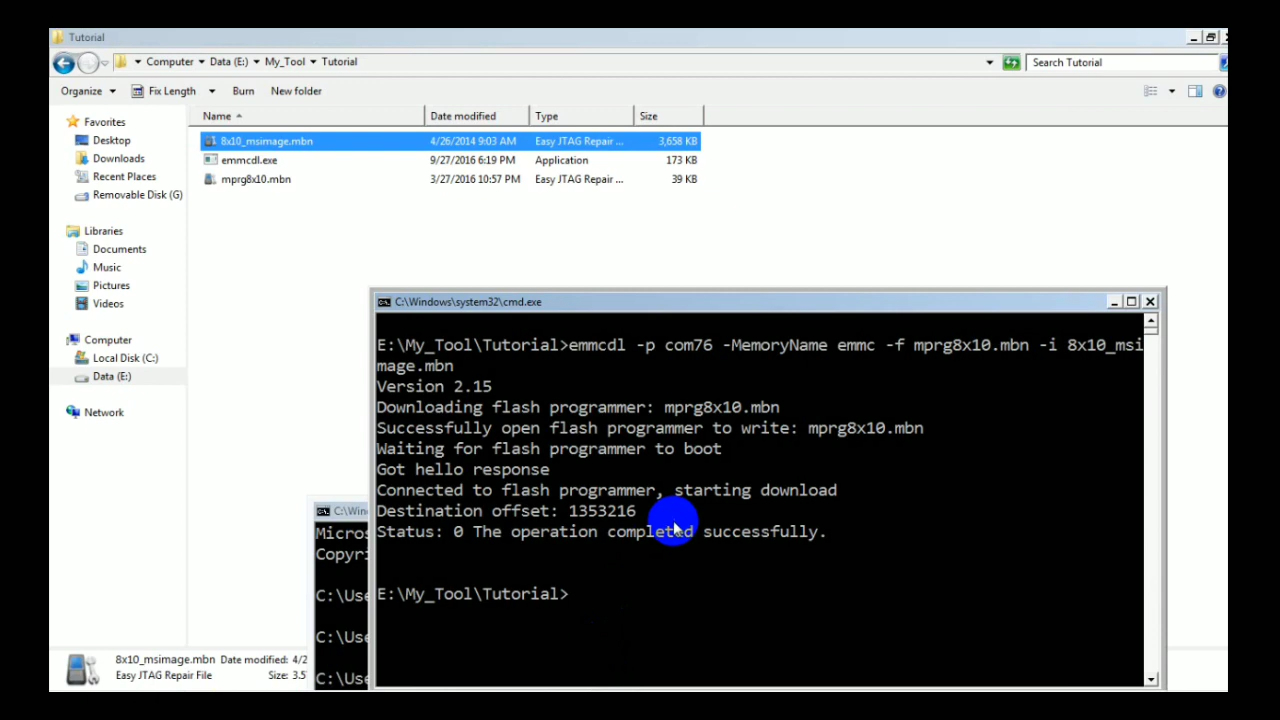 Tutorial
Computer Data (E:) My_Tool Tutorial
Search Tutorial
Organize Fix Length Burn New folder
Name Date modified Type Size
Favorites
Desktop
Downloads
Recent Places
Removable Disk (G)
Libraries
Documents
Music
Pictures
Videos
Computer
Local Disk (C:)
Data (E:)
Network
8x10_msimage.mbn 4/26/2014 9:03 AM Easy JTAG Repair ... 3,658 KB
emmcdl.exe 9/27/2016 6:19 PM Application 173 KB
mprg8x10.mbn 3/27/2016 10:57 PM Easy JTAG Repair ... 39 KB
C:\Windows\system32\cmd.exe
E:\My_Tool\Tutorial>emmcdl -p com76 -MemoryName emmc -f mprg8x10.mbn -i 8x10_msi
mage.mbn
Version 2.15
Downloading flash programmer: mprg8x10.mbn
Successfully open flash programmer to write: mprg8x10.mbn
Waiting for flash programmer to boot
Got hello response
Connected to flash programmer, starting download
Destination offset: 1353216
Status: 0 The operation completed successfully.
E:\My_Tool\Tutorial>
C:\Win
Micros
Copyri
C:\Use
C:\Use
C:\Use
8x10_msimage.mbn Date modified: 4/2
Easy JTAG Repair File Size: 3.5